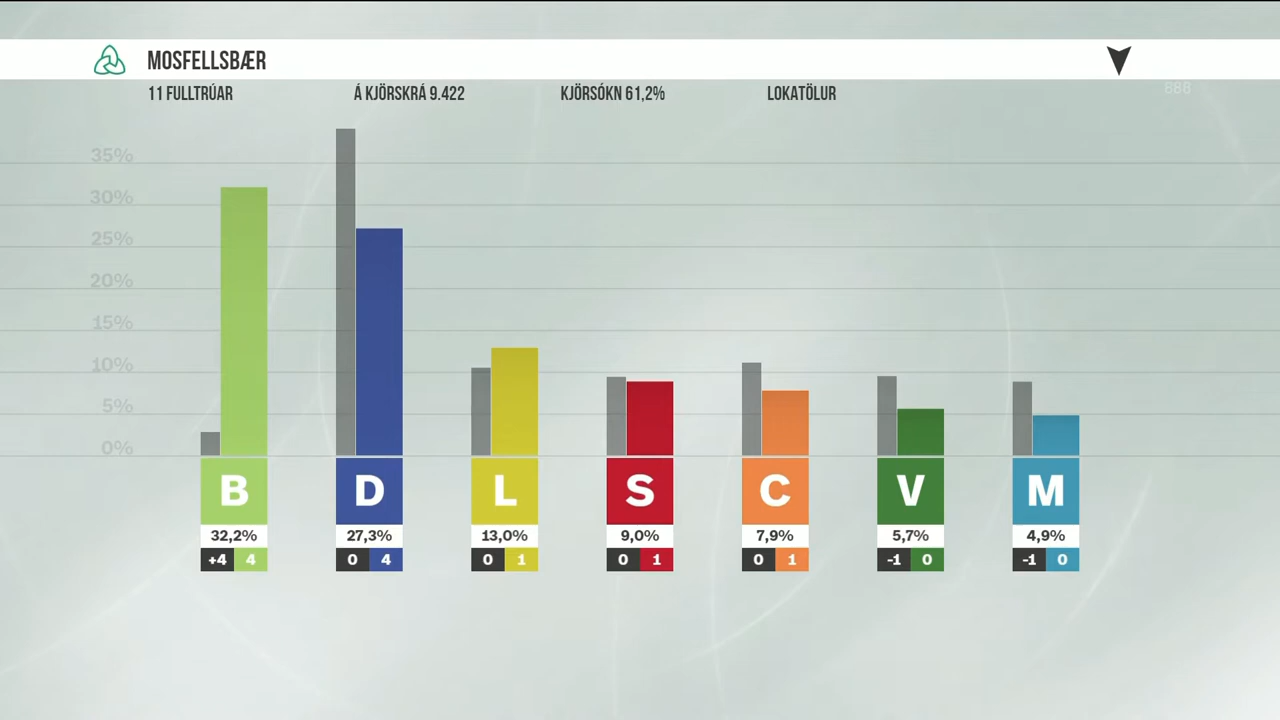 MOSFELLSBÆR
11 FULLTRÚAR Á KJÖRSKRÁ 9.422 KJÖRSÓKN 61,2% LOKATÖLUR
888
35%
30%
25%
20%
15%
10%
5%
0%
B D L S C V M
32,2% 27,3% 13,0% 9,0% 7,9% 5,7% 4,9%
+4 4 0 4 0 1 0 1 0 1 -1 0 -1 0